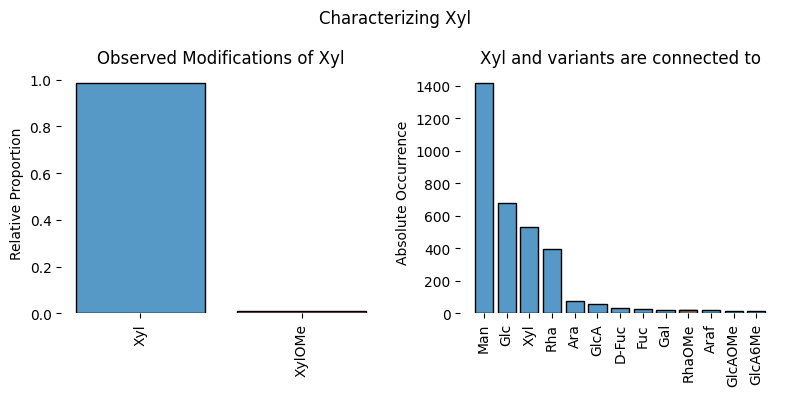 Characterizing Xyl
Observed Modifications of Xyl
Relative Proportion
1.0
0.8
0.6
0.4
0.2
0.0
Xyl
XylOMe
Xyl and variants are connected to
Absolute Occurrence
1400
1200
1000
800
600
400
200
0
Man
Glc
Xyl
Rha
Ara
GlcA
D-Fuc
Fuc
Gal
RhaOMe
Araf
GlcAOMe
GlcA6Me